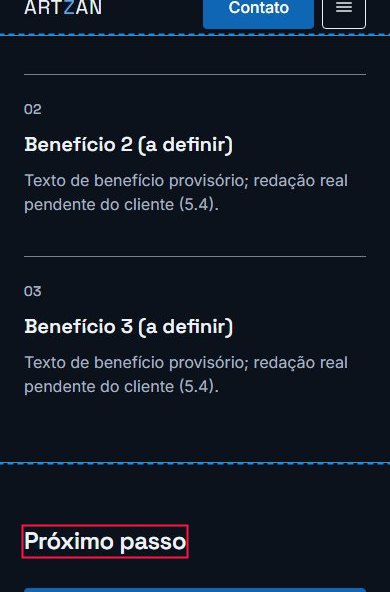 ARTZAN
Contato
02
Benefício 2 (a definir)
Texto de benefício provisório; redação real
pendente do cliente (5.4).
03
Benefício 3 (a definir)
Texto de benefício provisório; redação real
pendente do cliente (5.4).
Próximo passo